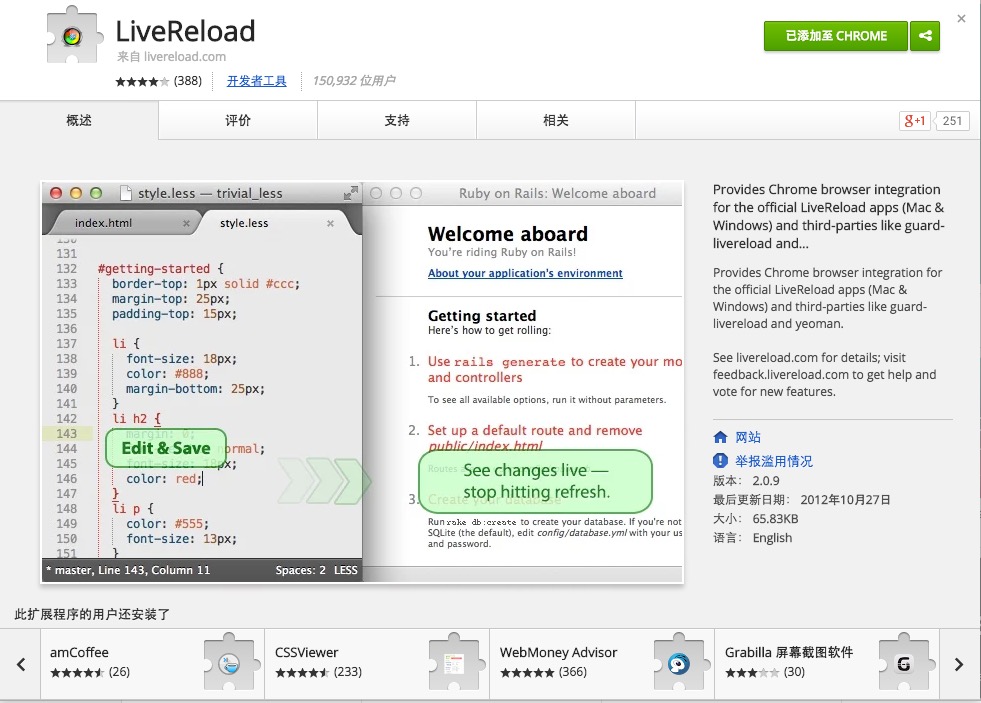 LiveReload
来自 livereload.com
(388)
开发者工具
150,932 位用户
已添加至 CHROME
概述
评价
支持
相关
g+1
251
style.less — trivial_less
index.html
style.less
130
131
132 #getting-started {
133 border-top: 1px solid #ccc;
134 margin-top: 25px;
135 padding-top: 15px;
136
137 li {
138 font-size: 18px;
139 color: #888;
140 margin-bottom: 25px;
141 }
142 li h2 {
143 margin: 0;
144 normal;
145 font-size: 18px;
146 color: red;
147 }
148 li p {
149 color: #555;
150 font-size: 13px;
151 }
Edit & Save
* master, Line 143, Column 11
Spaces: 2 LESS
Ruby on Rails: Welcome aboard
Welcome aboard
You're riding Ruby on Rails!
About your application's environment
Getting started
Here's how to get rolling:
1. Use rails generate to create your mo
and controllers
To see all available options, run it without parameters.
2. Set up a default route and remove
public/index.html
Routes
See changes live —
stop hitting refresh.
3. Create your database
Run rake db:create to create your database. If you're not
SQLite (the default), edit config/database.yml with your us
and password.
Provides Chrome browser integration
for the official LiveReload apps (Mac &
Windows) and third-parties like guard-
livereload and...
Provides Chrome browser integration for
the official LiveReload apps (Mac &
Windows) and third-parties like guard-
livereload and yeoman.
See livereload.com for details; visit
feedback.livereload.com to get help and
vote for new features.
网站
举报滥用情况
版本： 2.0.9
最后更新日期： 2012年10月27日
大小： 65.83KB
语言： English
此扩展程序的用户还安装了
amCoffee
(26)
CSSViewer
(233)
WebMoney Advisor
(366)
Grabilla 屏幕截图软件
(30)